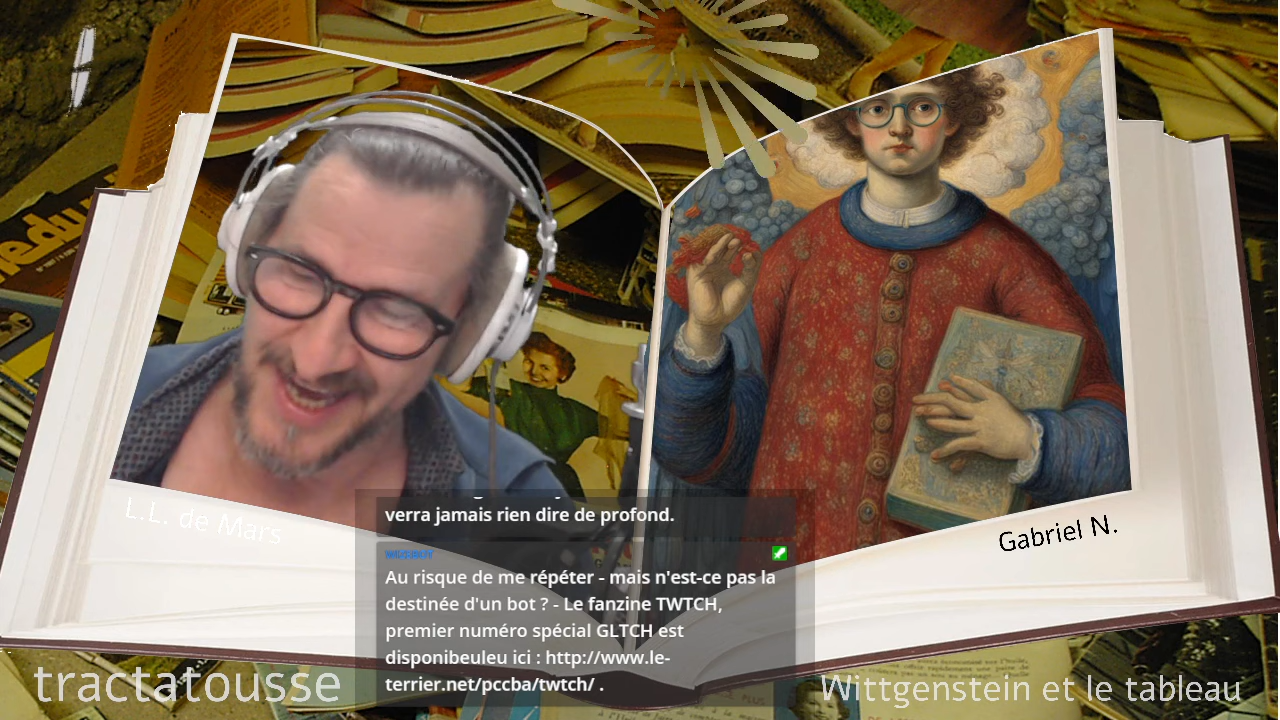 L.L. de Mars
Gabriel N.
verra jamais rien dire de profond.
Au risque de me répéter - mais n'est-ce pas la
destinée d'un bot ? - Le fanzine TWTCH,
premier numéro spécial GLTCH est
disponibeuleu ici : http://www.le-
terrier.net/pccba/twtch/ .
tractatousse
Wittgenstein et le tableau